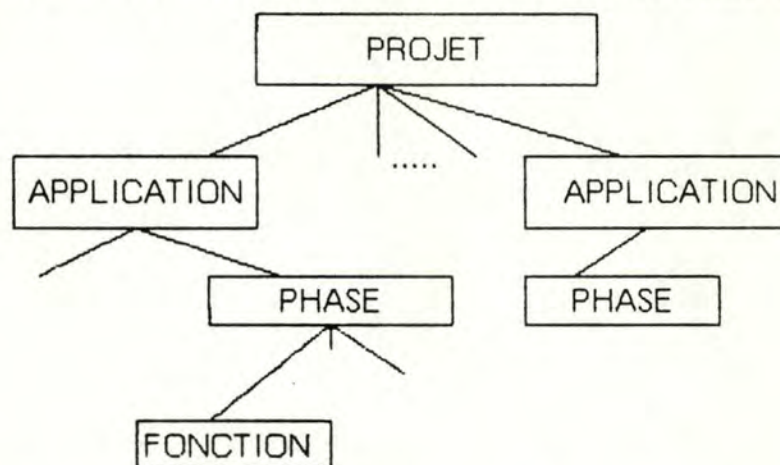 PROJET
.....
APPLICATION
APPLICATION
PHASE
PHASE
FONCTION